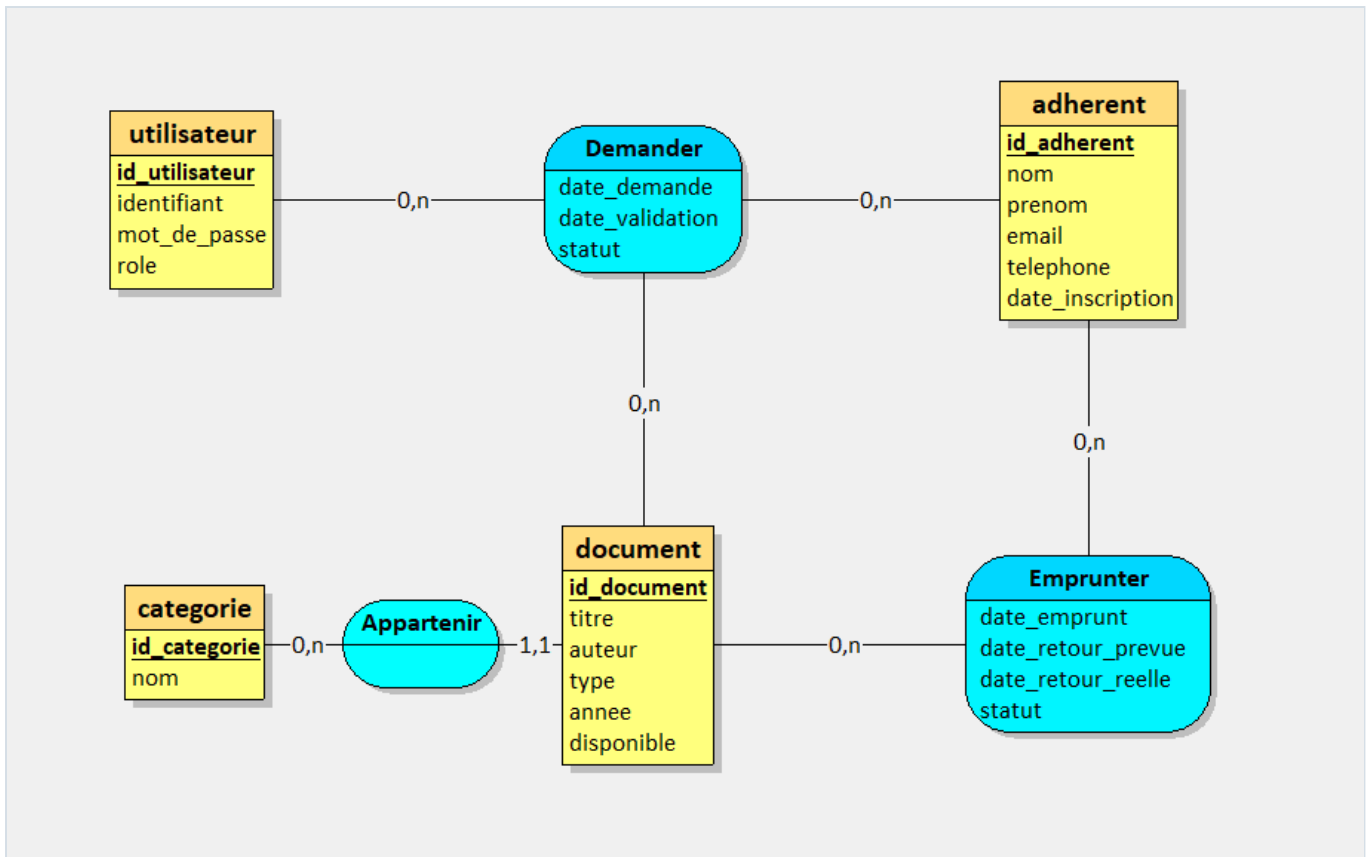 utilisateur
id_utilisateur
identifiant
mot_de_passe
role
0,n
Demander
date_demande
date_validation
statut
0,n
adherent
id_adherent
nom
prenom
email
telephone
date_inscription
0,n
0,n
categorie
id_categorie
nom
0,n
Appartenir
1,1
document
id_document
titre
auteur
type
annee
disponible
0,n
Emprunter
date_emprunt
date_retour_prevue
date_retour_reelle
statut